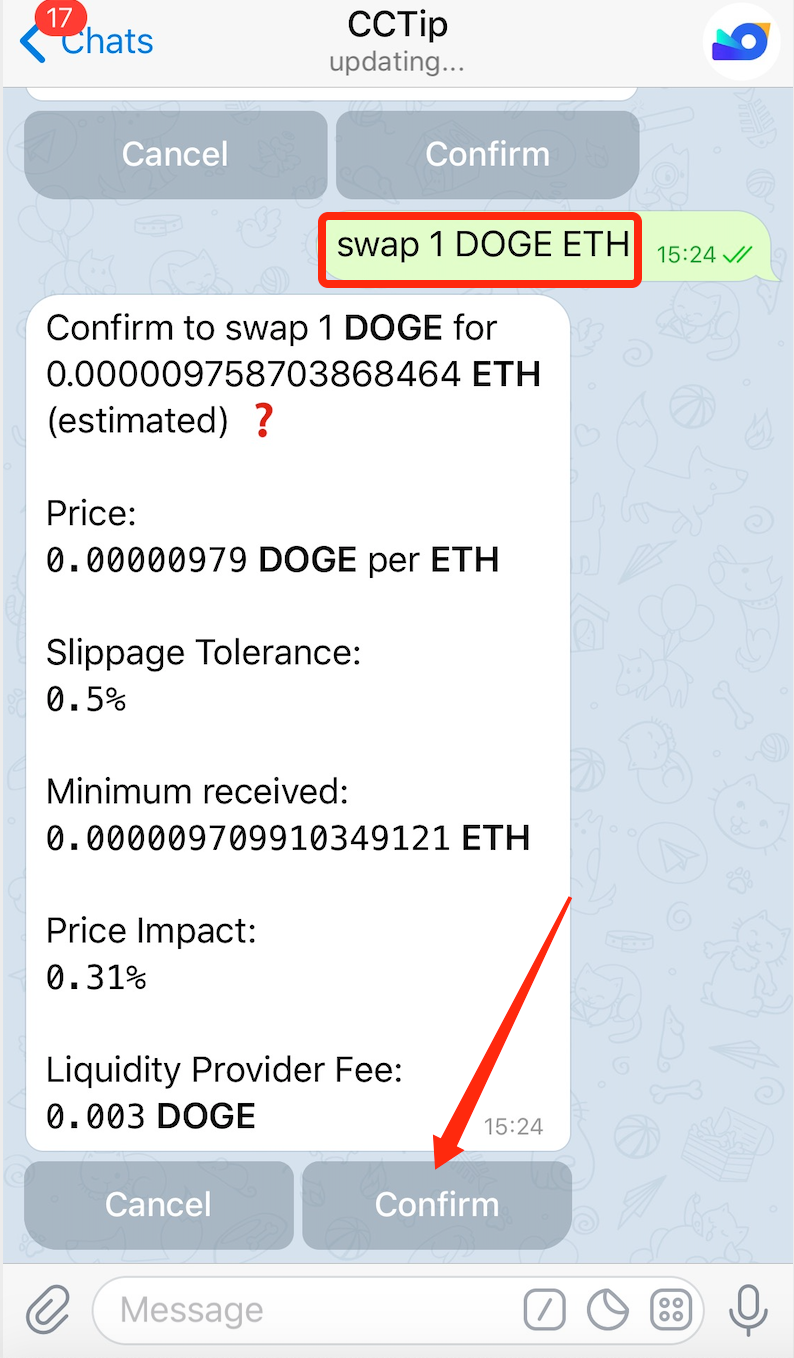 17
Chats
CCTip
updating...
Cancel
Confirm
swap 1 DOGE ETH
15:24
Confirm to swap 1 DOGE for
0.000009758703868464 ETH
(estimated) ❓
Price:
0.00000979 DOGE per ETH
Slippage Tolerance:
0.5%
Minimum received:
0.000009709910349121 ETH
Price Impact:
0.31%
Liquidity Provider Fee:
0.003 DOGE
15:24
Cancel
Confirm
Message